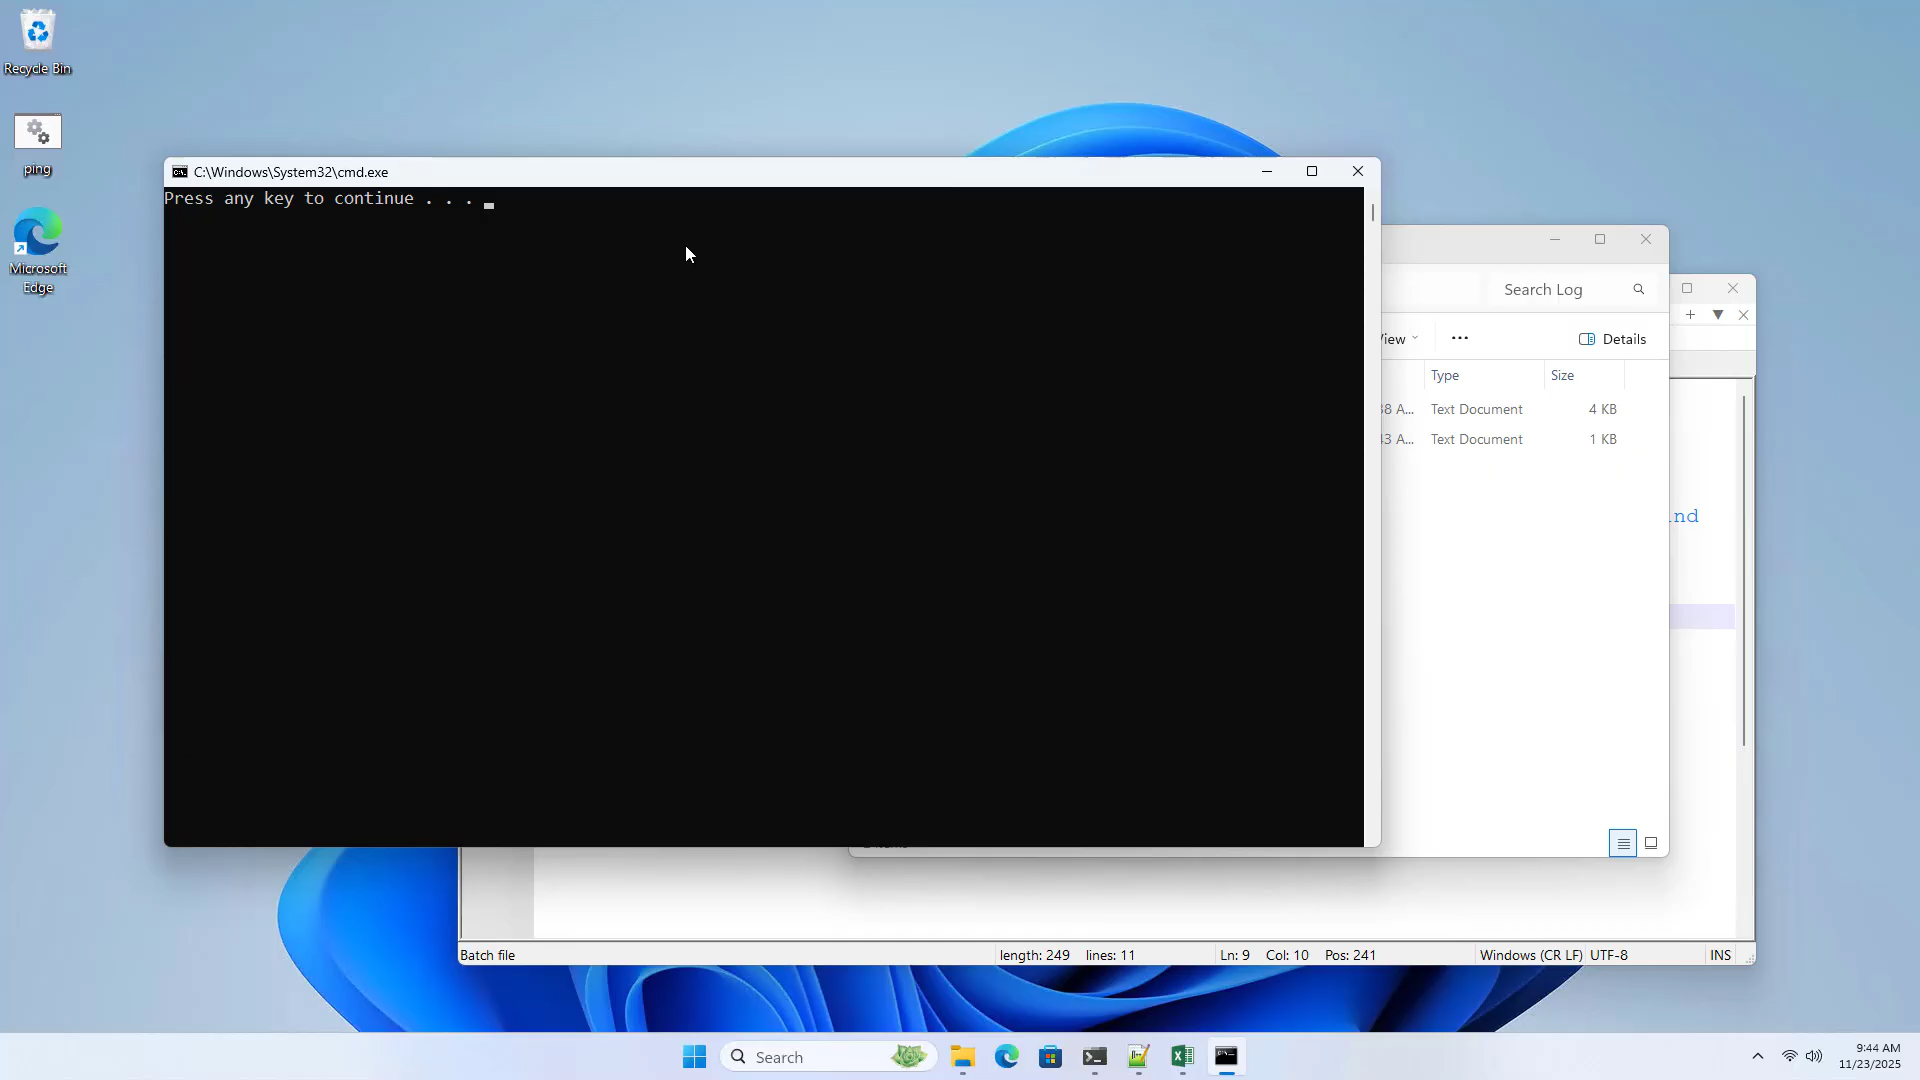 Recycle Bin
ping
Microsoft
Edge
C:\Windows\System32\cmd.exe
Press any key to continue . . .
Search Log
View
Details
Type
Size
38 A...
Text Document
4 KB
43 A...
Text Document
1 KB
Batch file
length: 249
lines: 11
Ln: 9
Col: 10
Pos: 241
Windows (CR LF)
UTF-8
INS
Search
9:44 AM
11/23/2025